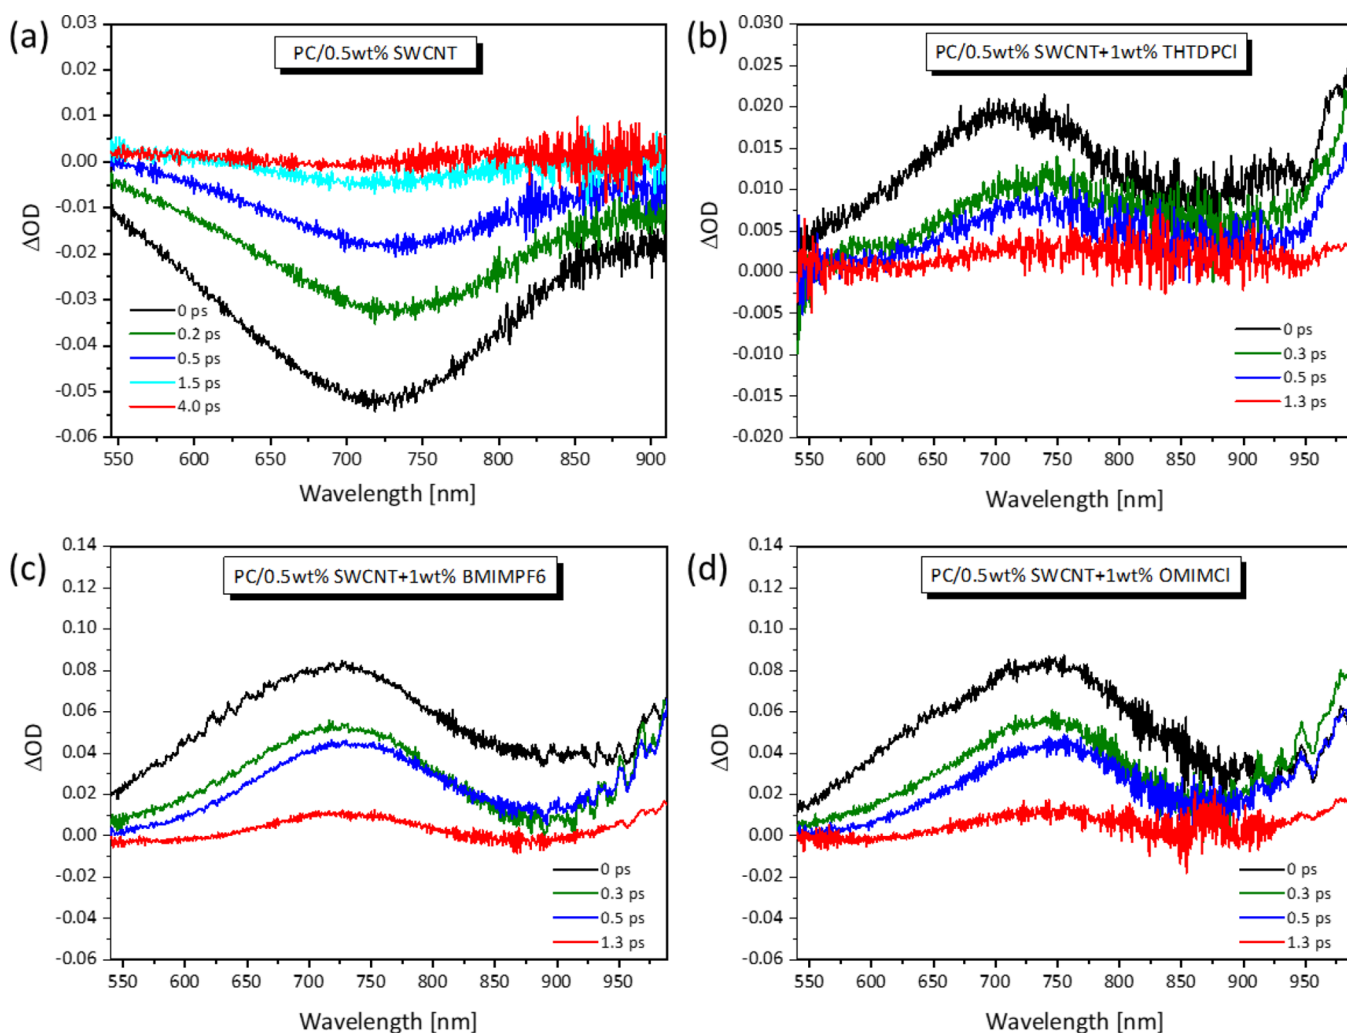 (a)
PC/0.5wt% SWCNT
0.03
0.02
0.01
0.00
-0.01
-0.02
-0.03
-0.04
-0.05
-0.06
ΔOD
0 ps
0.2 ps
0.5 ps
1.5 ps
4.0 ps
550 600 650 700 750 800 850 900
Wavelength [nm]
(b)
PC/0.5wt% SWCNT+1wt% THTDPCl
0.030
0.025
0.020
0.015
0.010
0.005
0.000
0.005
-0.010
-0.015
-0.020
ΔOD
0 ps
0.3 ps
0.5 ps
1.3 ps
550 600 650 700 750 800 850 900 950
Wavelength [nm]
(c)
PC/0.5wt% SWCNT+1wt% BMIMPF6
0.14
0.12
0.10
0.08
0.06
0.04
0.02
0.00
-0.02
-0.04
-0.06
ΔOD
0 ps
0.3 ps
0.5 ps
1.3 ps
550 600 650 700 750 800 850 900 950
Wavelength [nm]
(d)
PC/0.5wt% SWCNT+1wt% OMIMCl
0.14
0.12
0.10
0.08
0.06
0.04
0.02
0.00
-0.02
-0.04
-0.06
ΔOD
0 ps
0.3 ps
0.5 ps
1.3 ps
550 600 650 700 750 800 850 900 950
Wavelength [nm]